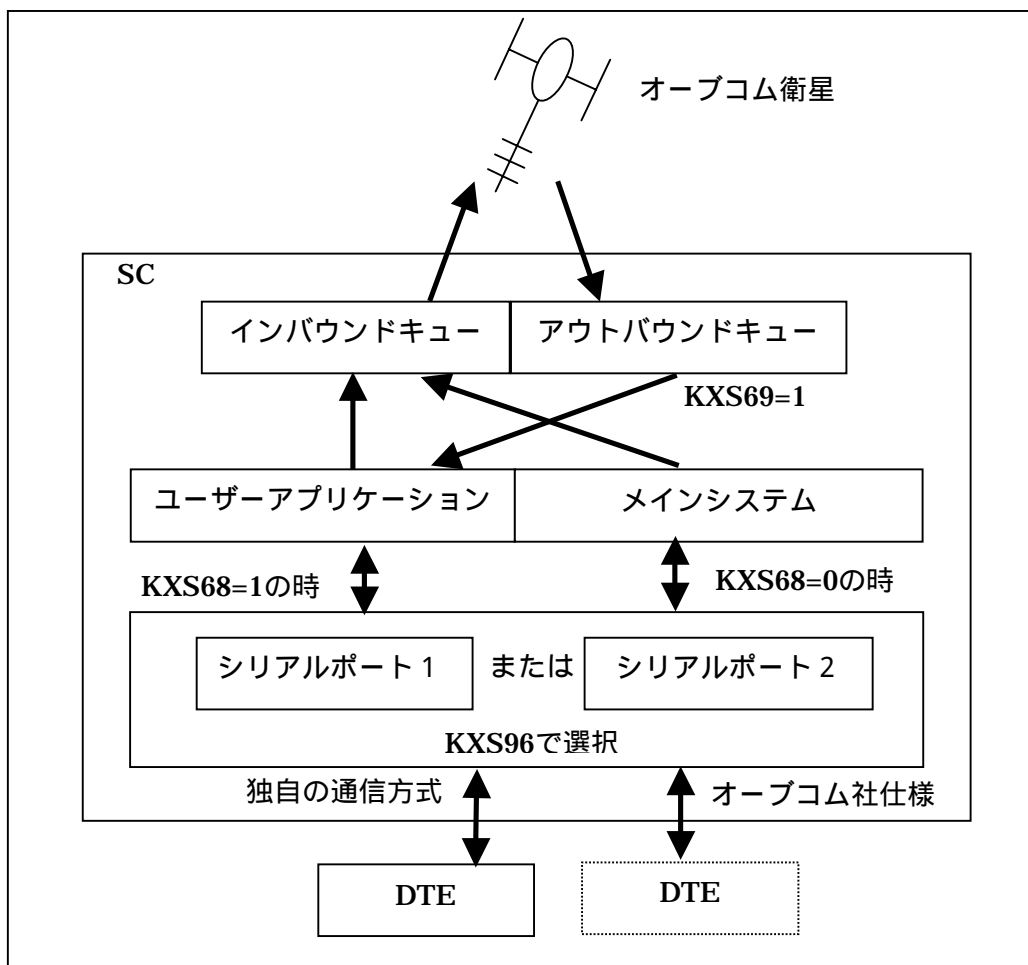 オーブコム衛星
SC
インバウンドキュー
アウトバウンドキュー
KXS69=1
ユーザーアプリケーション
メインシステム
KXS68=1の時
KXS68=0の時
シリアルポート1
または
シリアルポート2
KXS96で選択
独自の通信方式
オーブコム社仕様
DTE
DTE